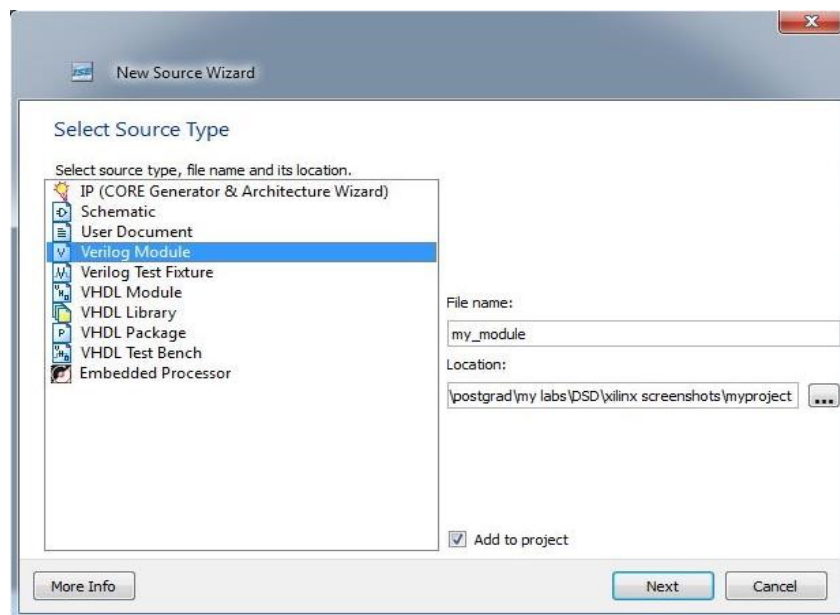 New Source Wizard
Select Source Type
Select source type, file name and its location.
IP (CORE Generator & Architecture Wizard)
Schematic
User Document
Verilog Module
Verilog Test Fixture
VHDL Module
VHDL Library
VHDL Package
VHDL Test Bench
Embedded Processor
File name:
my_module
Location:
\postgrad\my labs\DSD\xilinx screenshots\myproject
...
Add to project
More Info
Next
Cancel